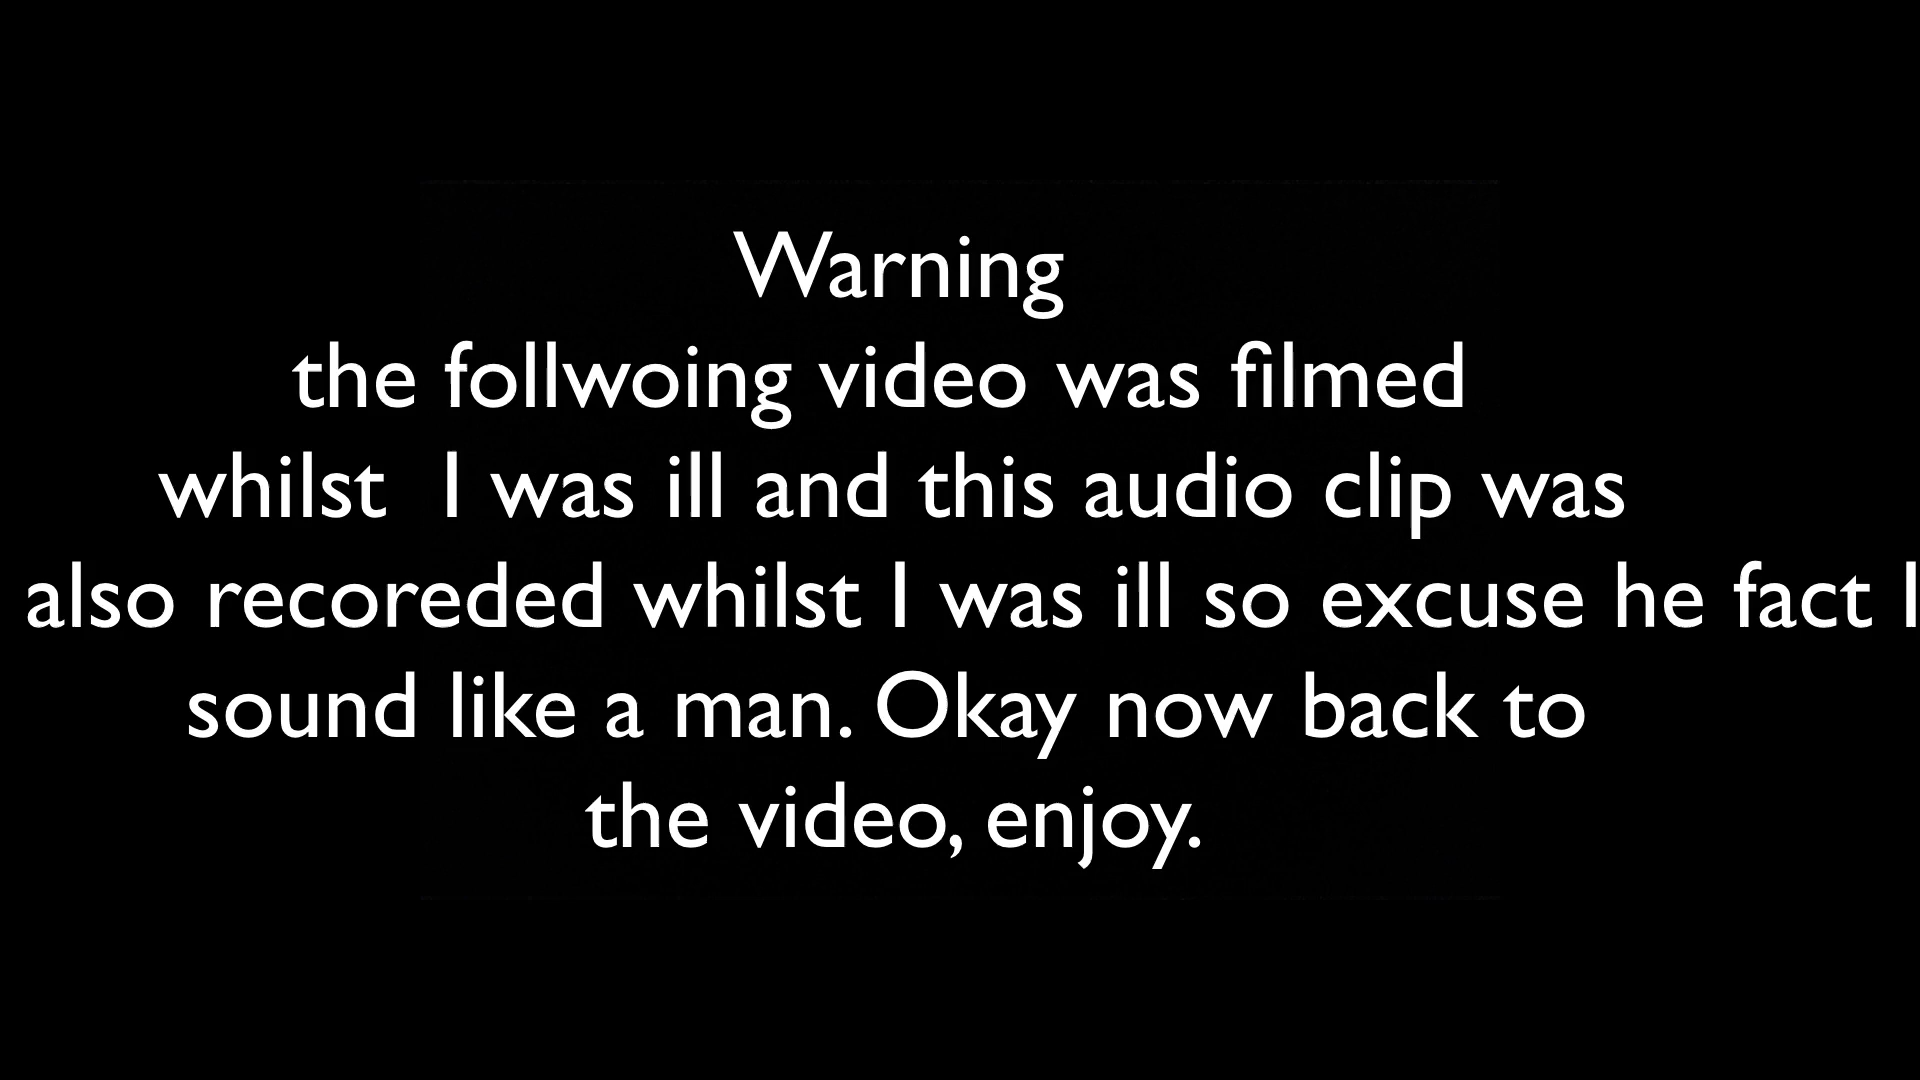 Warning
the follwoing video was filmed
whilst  I was ill and this audio clip was
also recoreded whilst I was ill so excuse he fact I
sound like a man. Okay now back to
the video, enjoy.